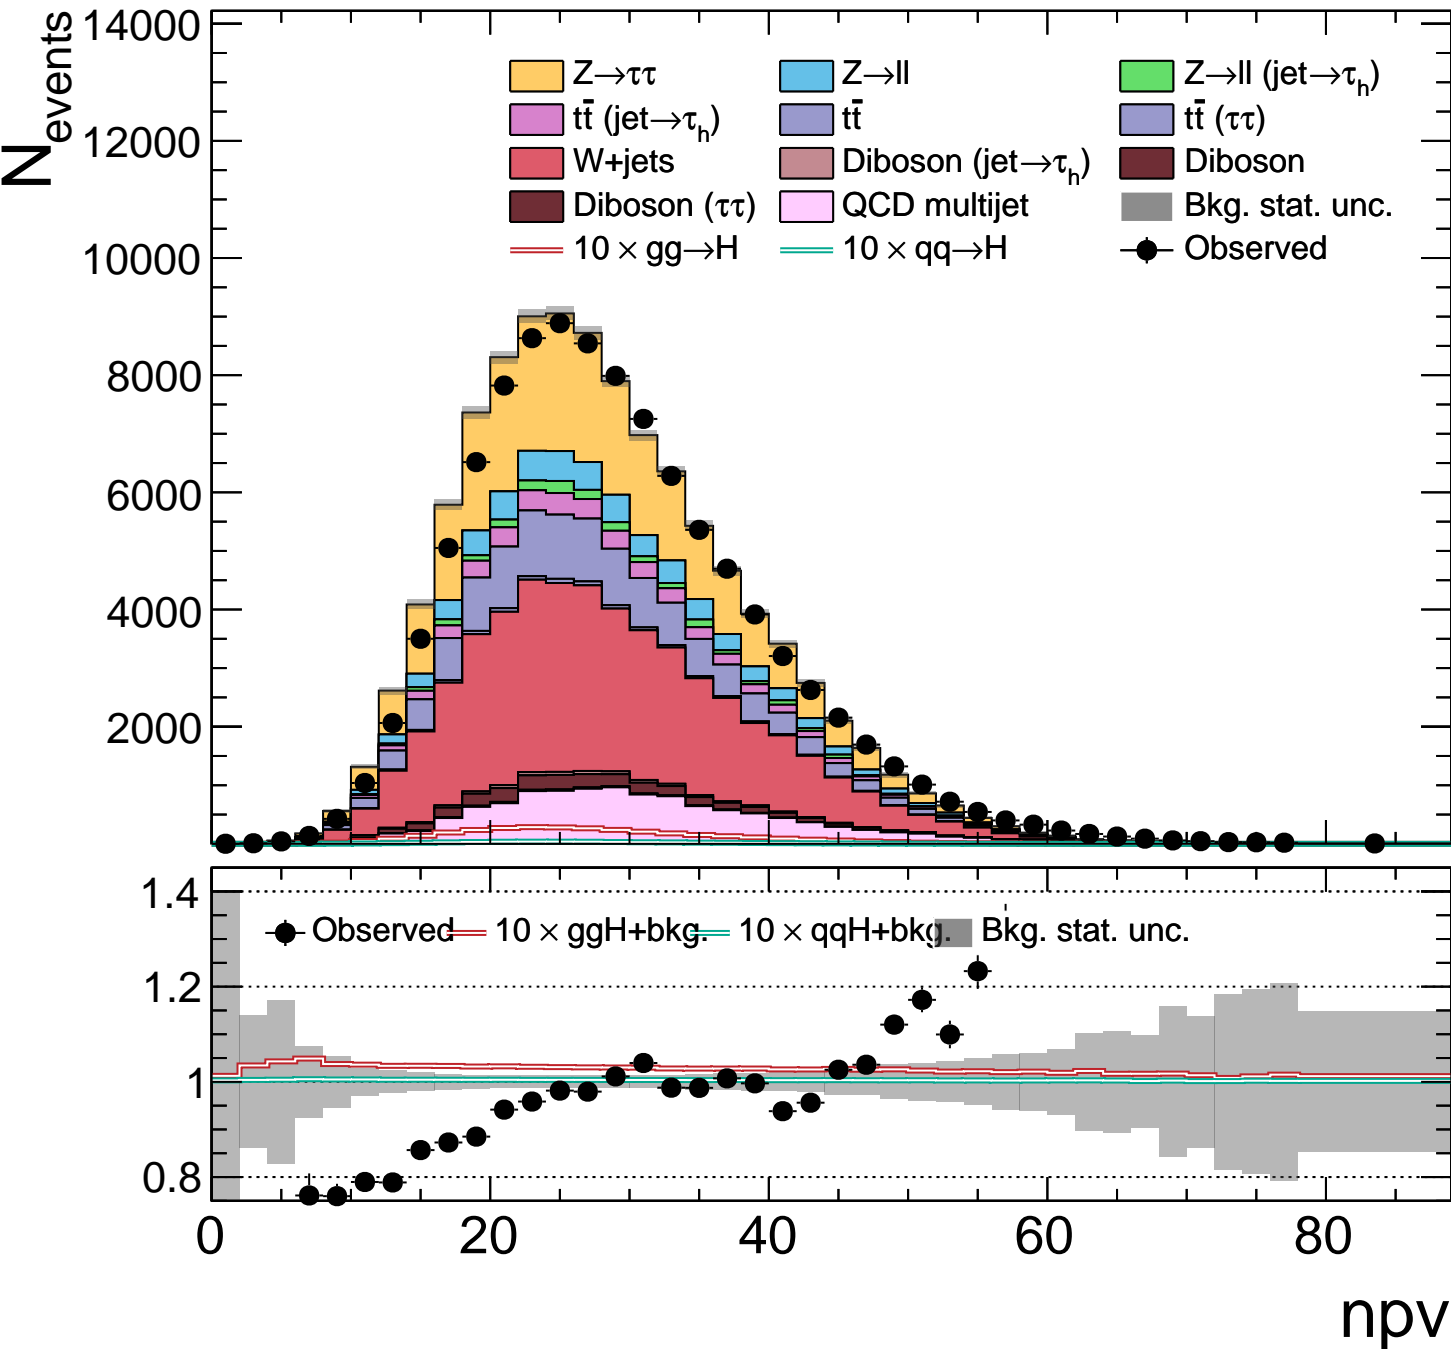 N_events
14000
12000
10000
8000
6000
4000
2000
Z→ττ Z→ll Z→ll (jet→τ_h)
tt̄ (jet→τ_h) tt̄ tt̄ (ττ)
W+jets Diboson (jet→τ_h) Diboson
Diboson (ττ) QCD multijet Bkg. stat. unc.
10 × gg→H 10 × qq→H Observed
1.4
1.2
1
0.8
Observed 10 × ggH+bkg. 10 × qqH+bkg. Bkg. stat. unc.
0 20 40 60 80
npv